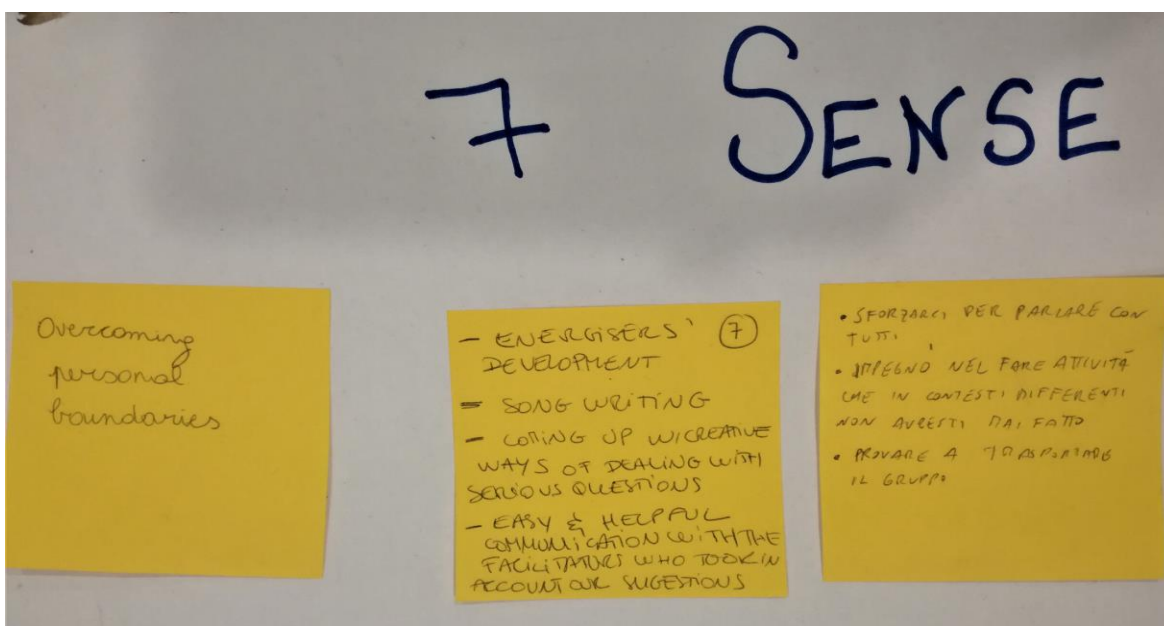 7 SENSE
Overcoming
personal
boundaries
- ENERGISERS' 7
DEVELOPMENT
- SONG WRITING
- COMING UP W/CREATIVE
WAYS OF DEALING WITH
SERIOUS QUESTIONS
- EASY & HELPFUL
COMMUNICATION WITH THE
FACILITATORS WHO TOOK IN
ACCOUNT OUR SUGESTIONS
• SFORZARCI PER PARLARE CON
TUTTI
• IMPEGNO NEL FARE ATTIVITÀ
CHE IN CONTESTI DIFFERENTI
NON AVRESTI MAI FATTO
• PROVARE A TRASPORTARE
IL GRUPPO